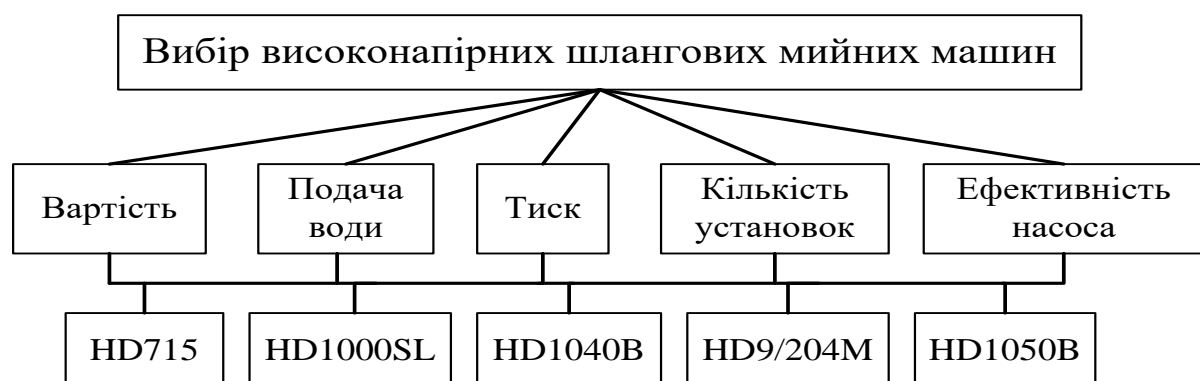 Вибір високонапірних шлангових мийних машин
Вартість
Подача
води
Тиск
Кількість
установок
Ефективність
насоса
HD715
HD1000SL
HD1040B
HD9/204M
HD1050B